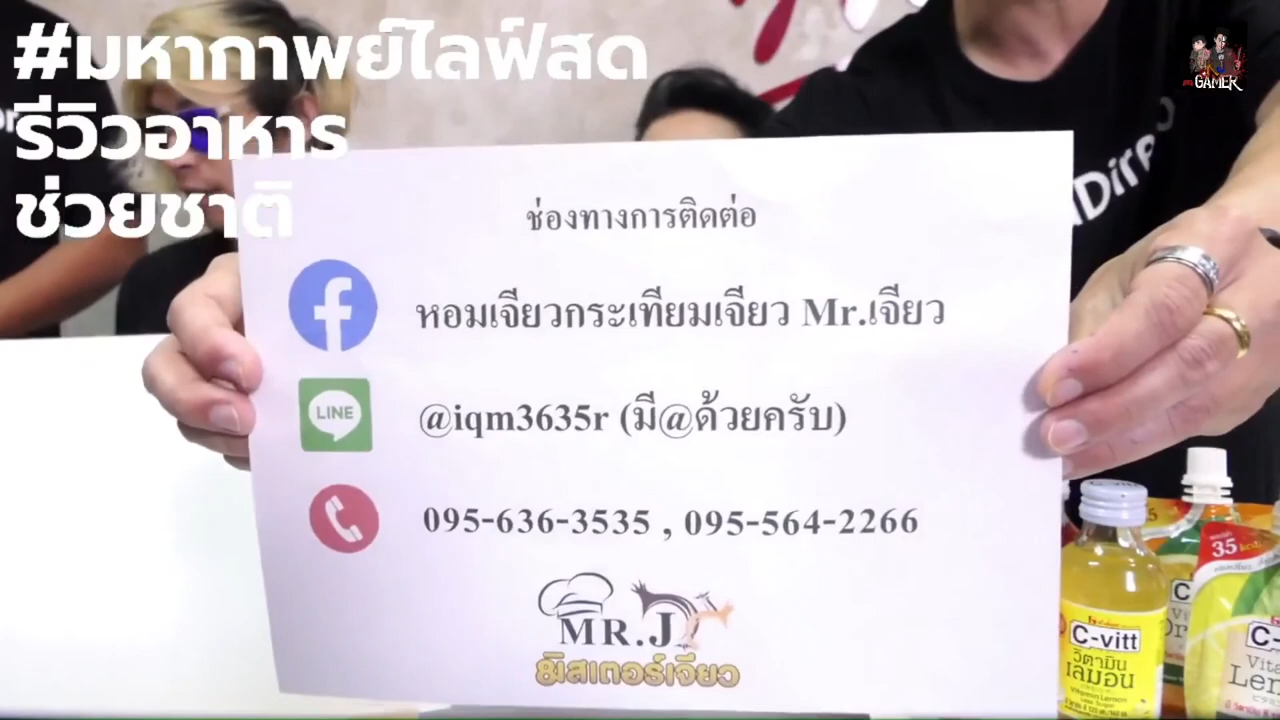 #มหากาพย์ไลฟ์สด
รีวิวอาหาร
ช่วยชาติ
GAMER
ช่องทางการติดต่อ
หอมเจียวกระเทียมเจียว Mr.เจียว
LINE
@iqm3635r (มี@ด้วยครับ)
095-636-3535 , 095-564-2266
MR.J
มิสเตอร์เจียว
C-vitt
วิตามิน
เลมอน
Vitamin Lemon
35